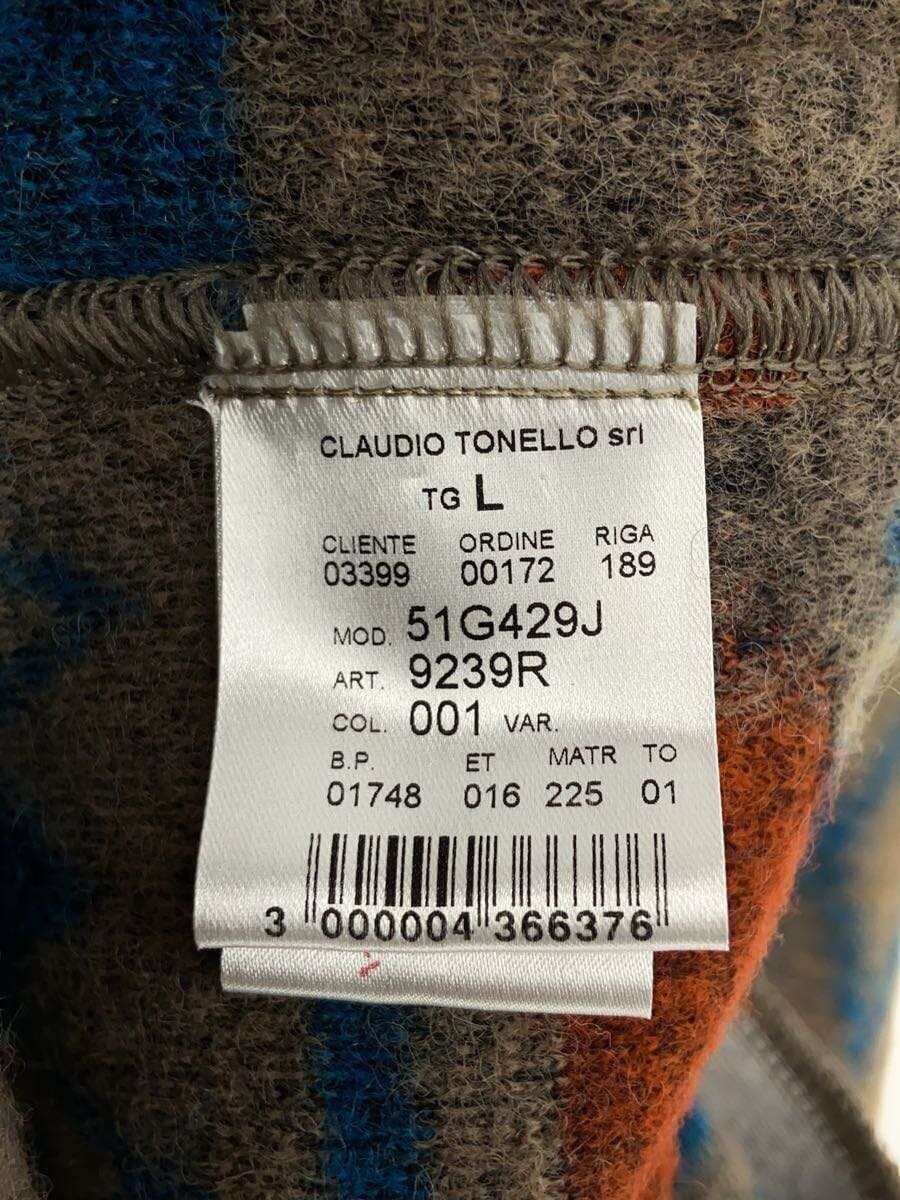 CLAUDIO TONELLO srl
TG L
CLIENTE ORDINE RIGA
03399 00172 189
MOD. 51G429J
ART. 9239R
COL. 001 VAR.
B.P. ET MATR TO
01748 016 225 01
3 000004 366376